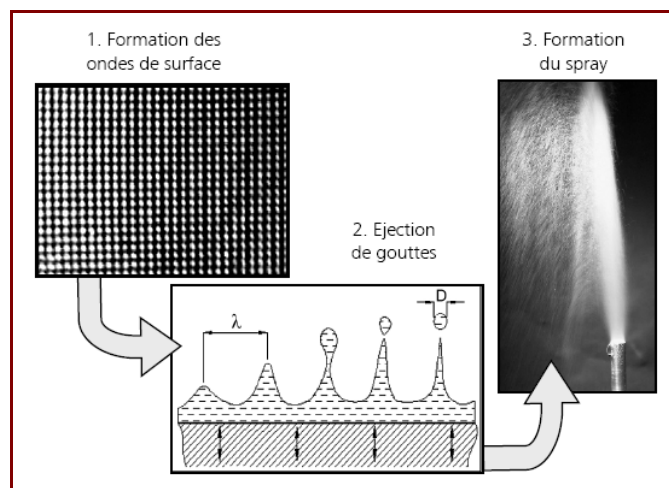 1. Formation des
ondes de surface
2. Ejection
de gouttes
λ
D
3. Formation
du spray